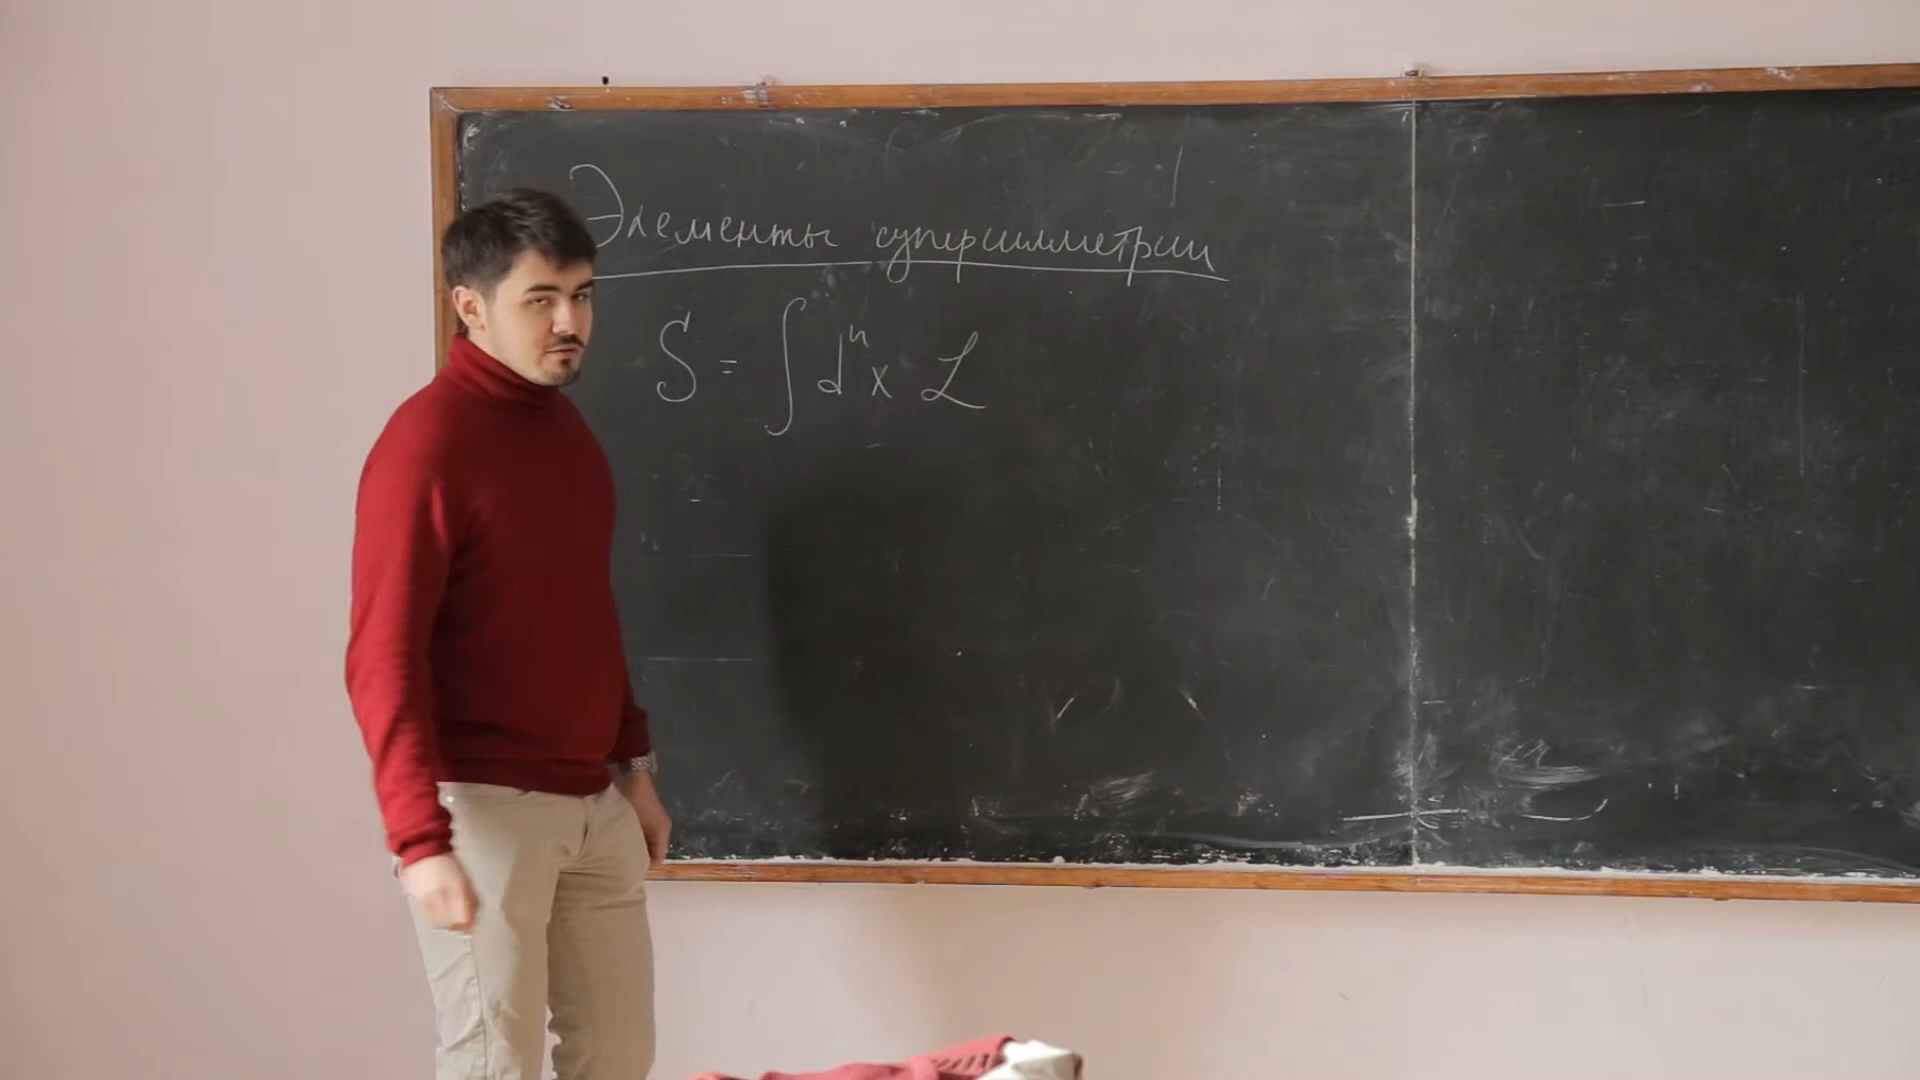 Элементы суперсимметрии
S = ∫ dⁿx ℒ